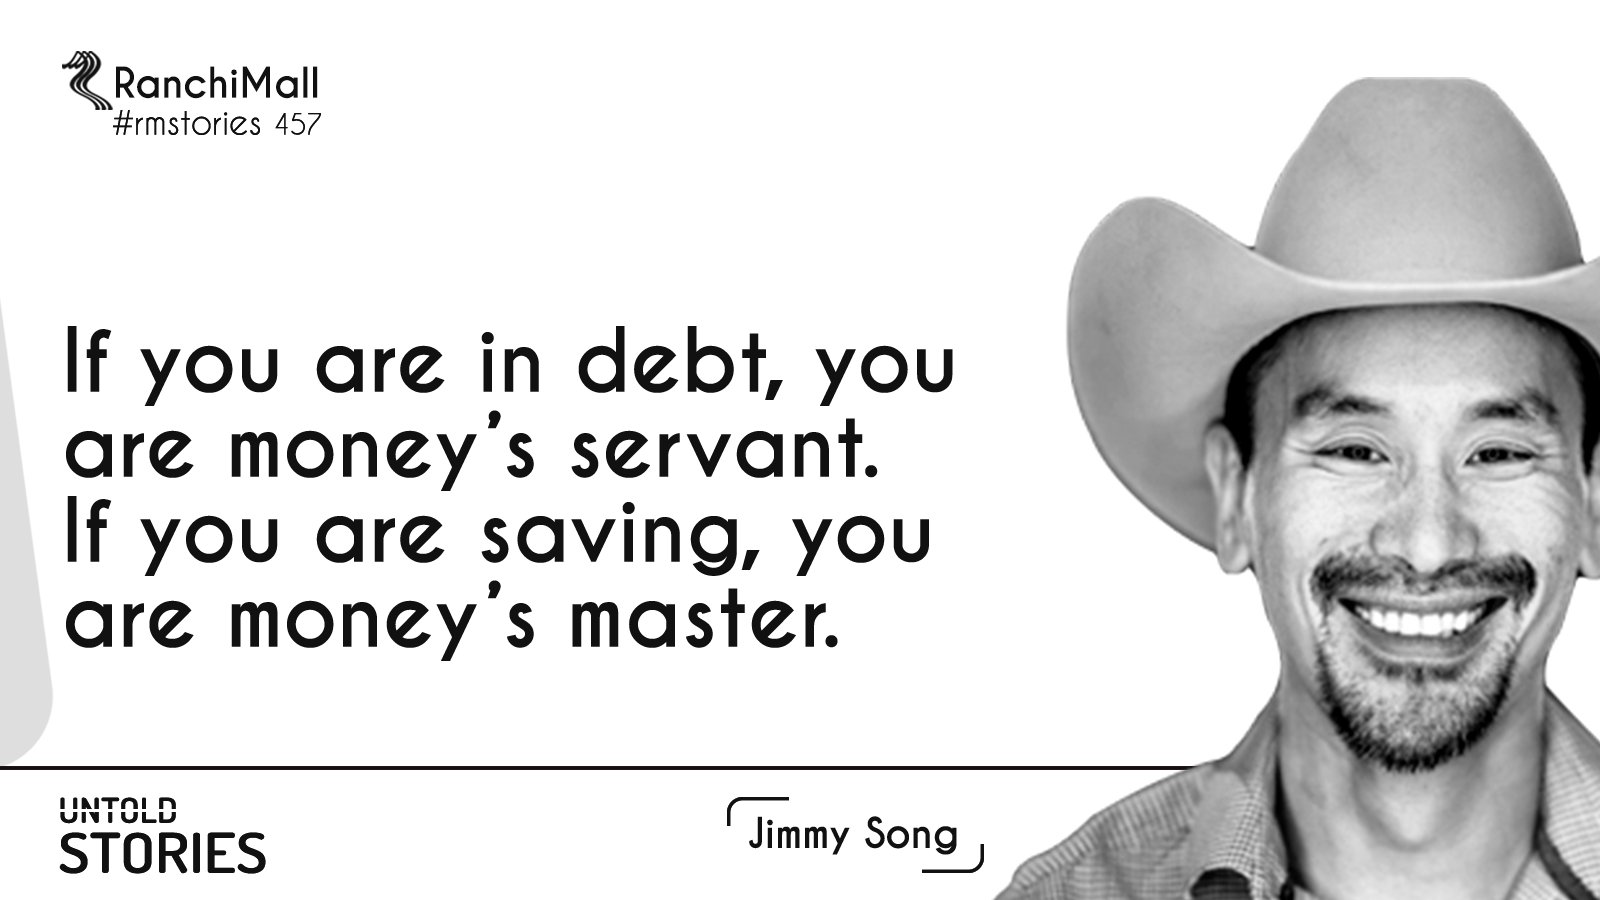 RanchiMall
#rmstories 457
If you are in debt, you
are money’s servant.
If you are saving, you
are money’s master.
UNTOLD
STORIES
Jimmy Song